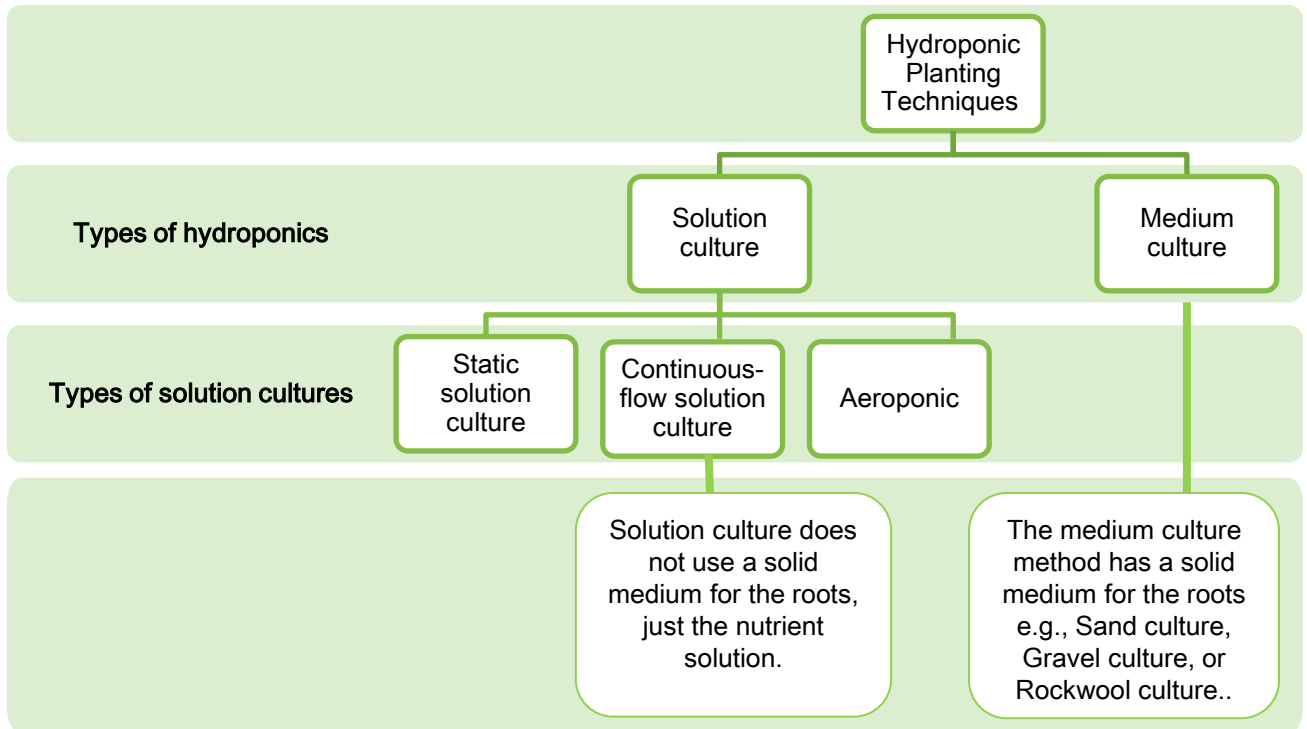 Hydroponic
Planting
Techniques
Types of hydroponics
Solution
culture
Medium
culture
Types of solution cultures
Static
solution
culture
Continuous-
flow solution
culture
Aeroponic
Solution culture does
not use a solid
medium for the roots,
just the nutrient
solution.
The medium culture
method has a solid
medium for the roots
e.g., Sand culture,
Gravel culture, or
Rockwool culture..